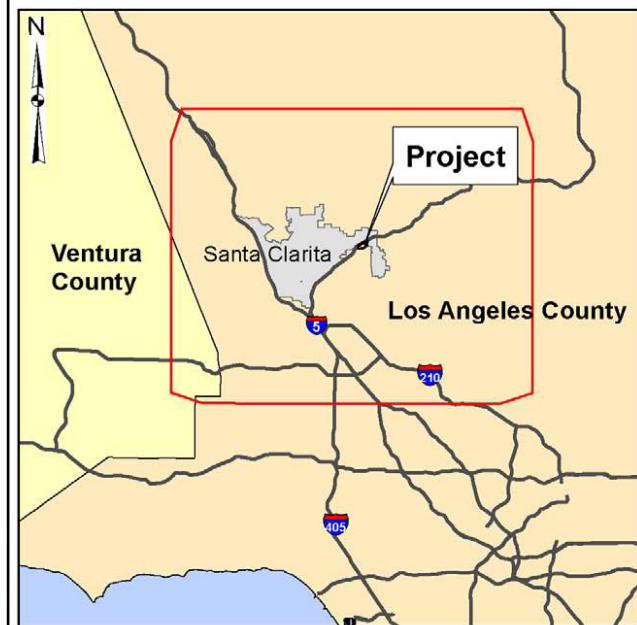 N
Project
Ventura
County
Santa Clarita
Los Angeles County
5
210
405